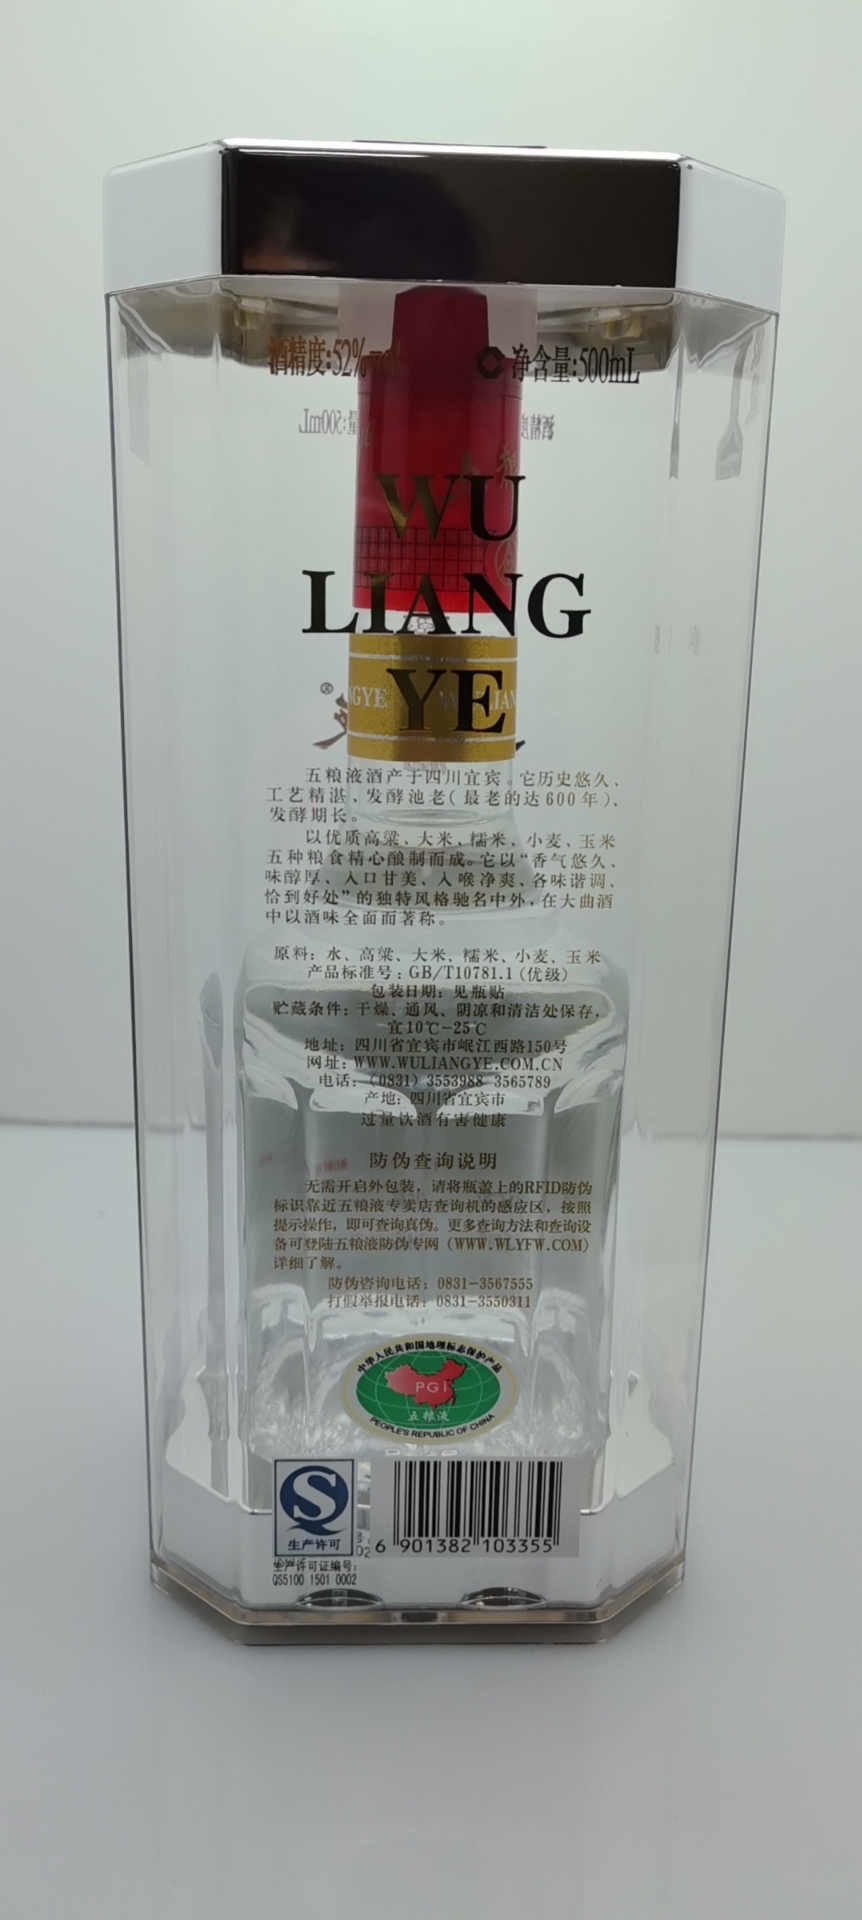 酒精度:52%vol 净含量:500mL
WU
LIANG
YE
五粮液酒产于四川宜宾。它历史悠久、
工艺精湛、发酵池老(最老的达600年)、
发酵期长。
以优质高粱、大米、糯米、小麦、玉米
五种粮食精心酿制而成。它以“香气悠久、
味醇厚、入口甘美、入喉净爽、各味谐调、
恰到好处”的独特风格驰名中外,在大曲酒
中以酒味全面而著称。
原料: 水、高粱、大米、糯米、小麦、玉米
产品标准号: GB/T10781.1(优级)
包装日期: 见瓶贴
贮藏条件: 干燥、通风、阴凉和清洁处保存,
宜10℃-25℃
地址: 四川省宜宾市岷江西路150号
网址: WWW.WULIANGYE.COM.CN
电话: (0831) 3553988 3565789
产地: 四川省宜宾市
过量饮酒有害健康
防伪查询说明
无需开启外包装, 请将瓶盖上的RFID防伪
标识靠近五粮液专卖店查询机的感应区, 按照
提示操作, 即可查询真伪。更多查询方法和查询设
备可登陆五粮液防伪专网 (WWW.WLYFW.COM)
详细了解。
防伪咨询电话: 0831-3567555
打假举报电话: 0831-3550311
中华人民共和国地理标志保护产品
PGI
五粮液
PEOPLE'S REPUBLIC OF CHINA
生产许可
6 901382 103355
生产许可证编号:
QS5100 1501 0002